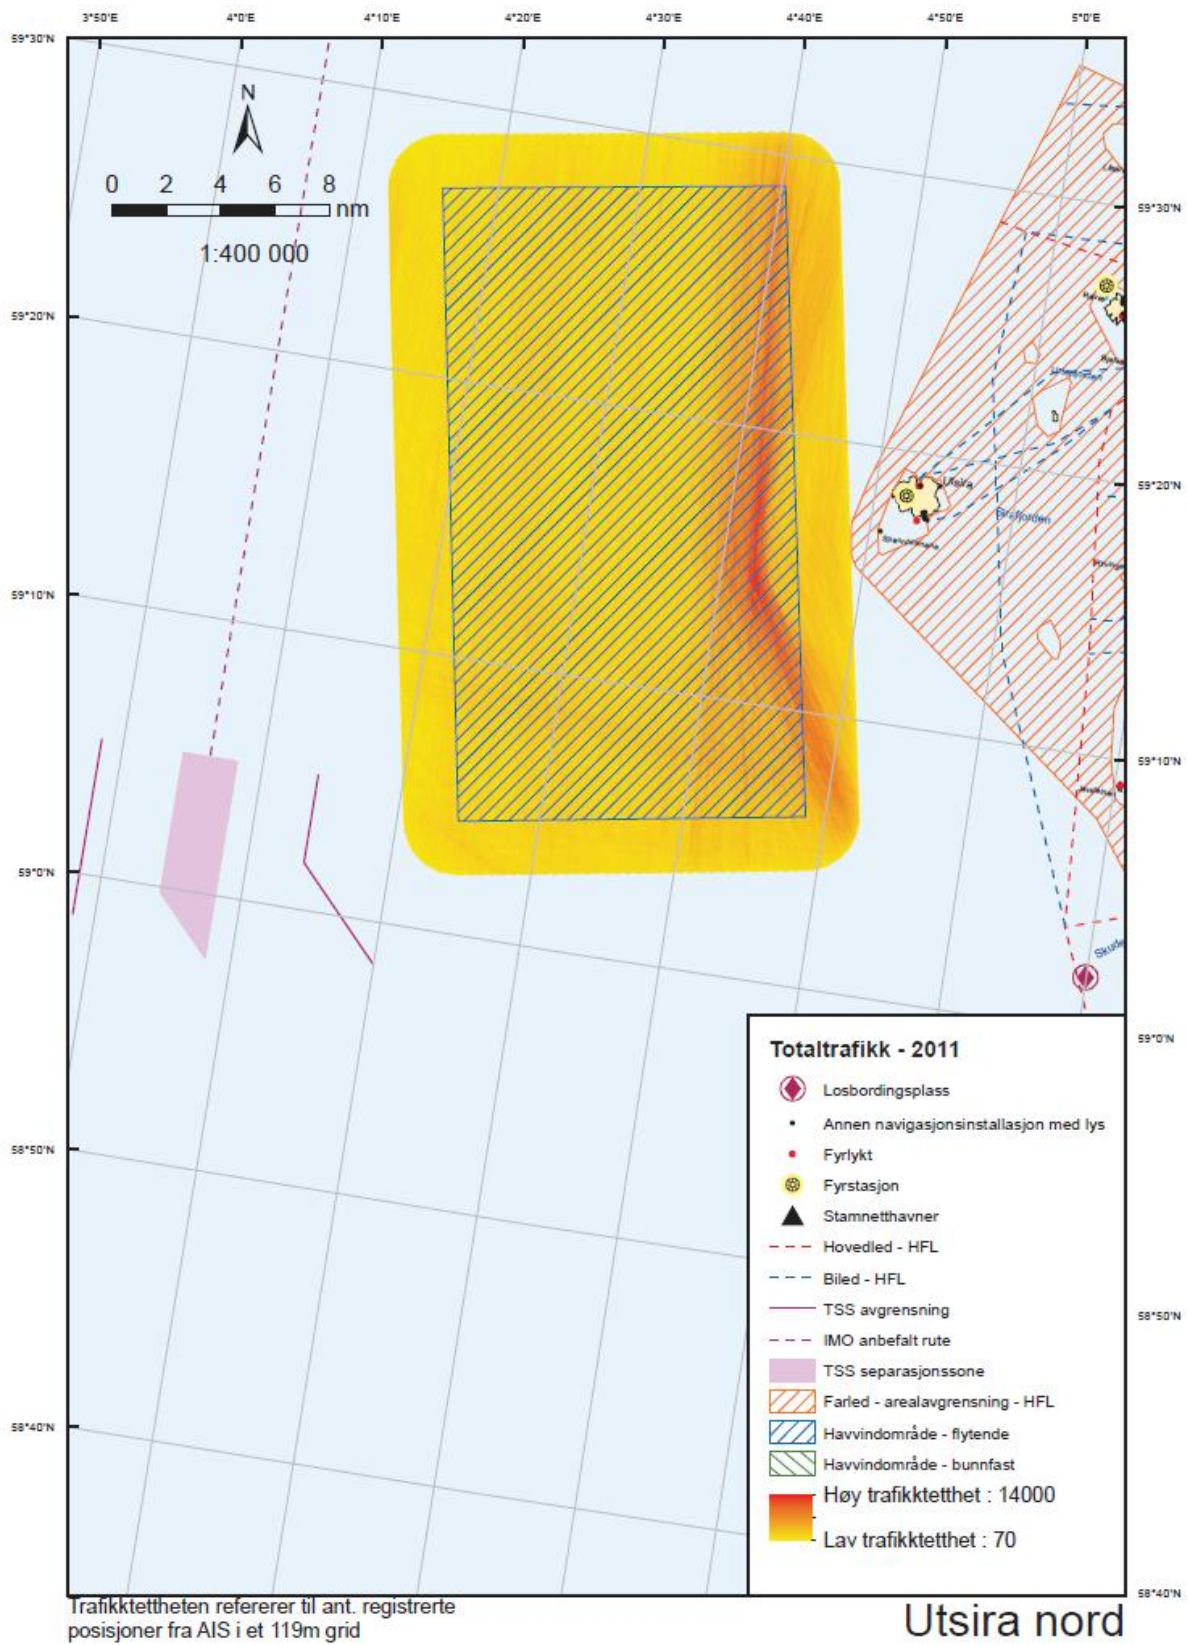 3°50'E 4°0'E 4°10'E 4°20'E 4°30'E 4°40'E 4°50'E 5°0'E
59°30'N
N
0 2 4 6 8 nm
1:400 000
59°30'N
59°20'N
Utsira
59°20'N
59°10'N
59°10'N
59°0'N
Totaltrafikk - 2011
59°0'N
Losbordingsplass
Annen navigasjonsinstallasjon med lys
58°50'N
Fyrlykt
Fyrstasjon
Stamnetthavner
Hovedled - HFL
Biled - HFL
TSS avgrensning
58°50'N
IMO anbefalt rute
TSS separasjonssone
Farled - arealavgrensning - HFL
58°40'N
Havvindområde - flytende
Havvindområde - bunnfast
Høy trafikktetthet : 14000
Lav trafikktetthet : 70
58°40'N
Trafikktettheten refererer til ant. registrerte
posisjoner fra AIS i et 119m grid
Utsira nord